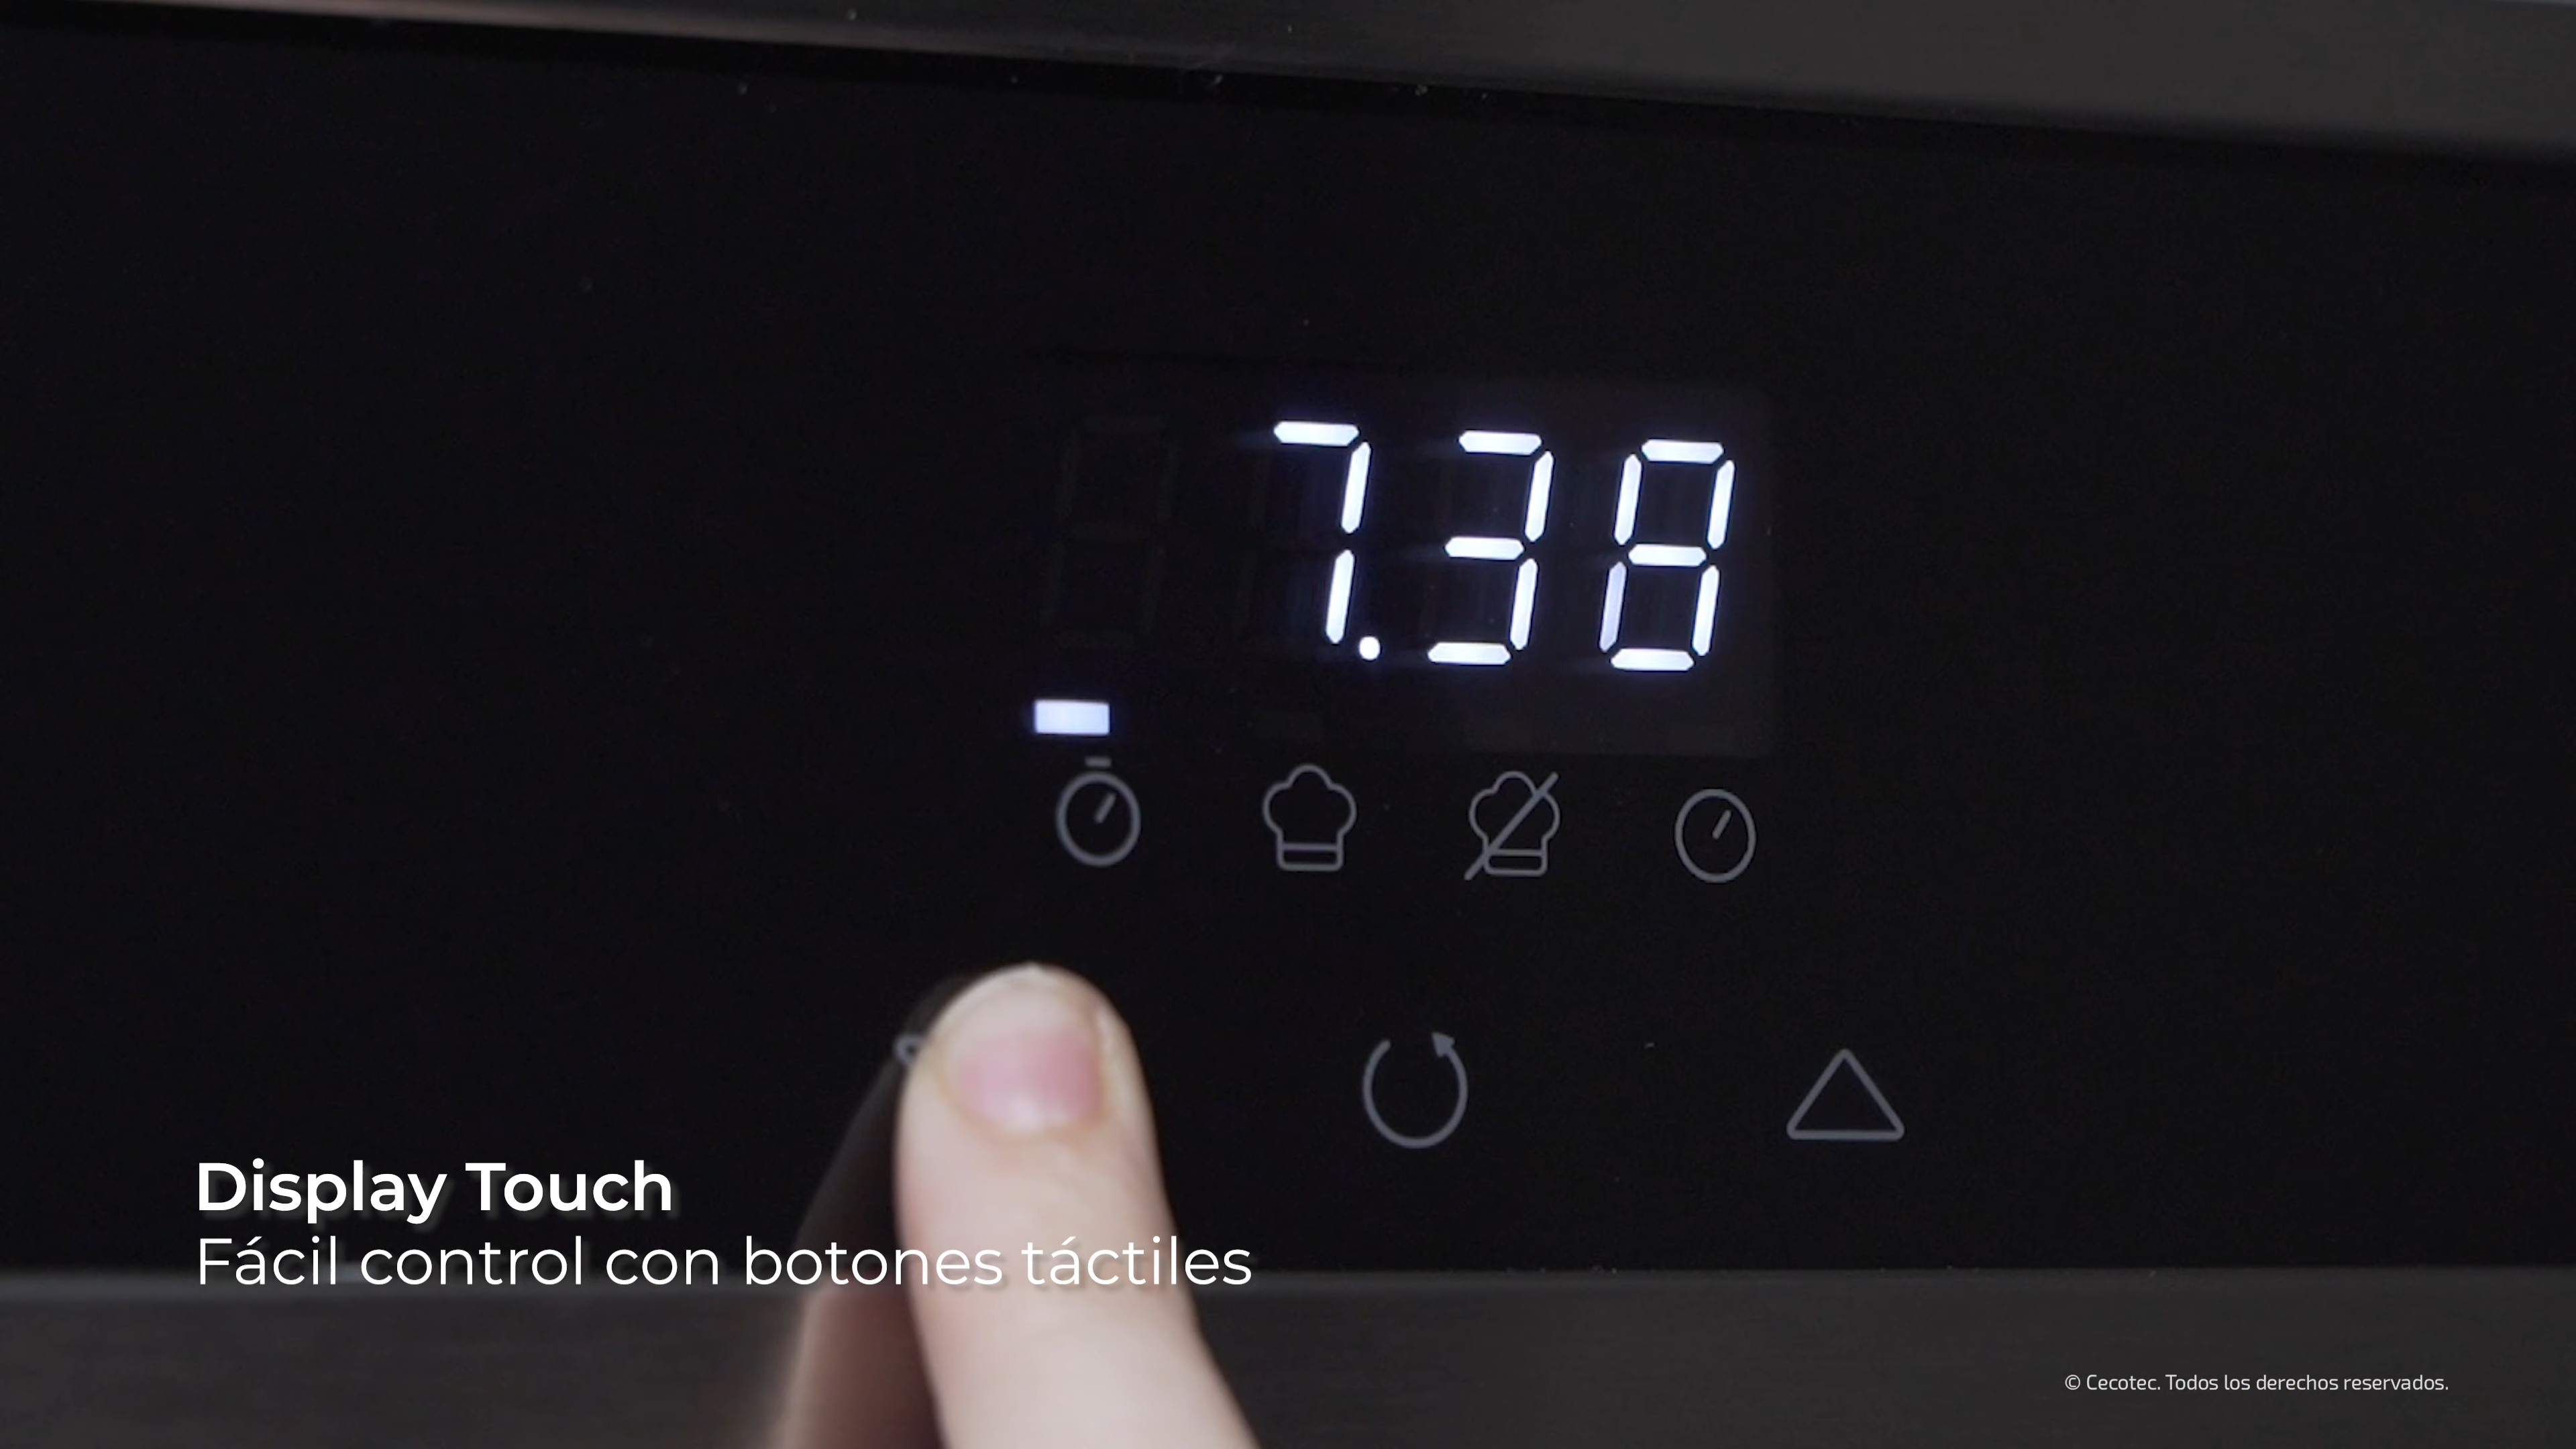 7.38
Display Touch
Fácil control con botones táctiles
© Cecotec. Todos los derechos reservados.